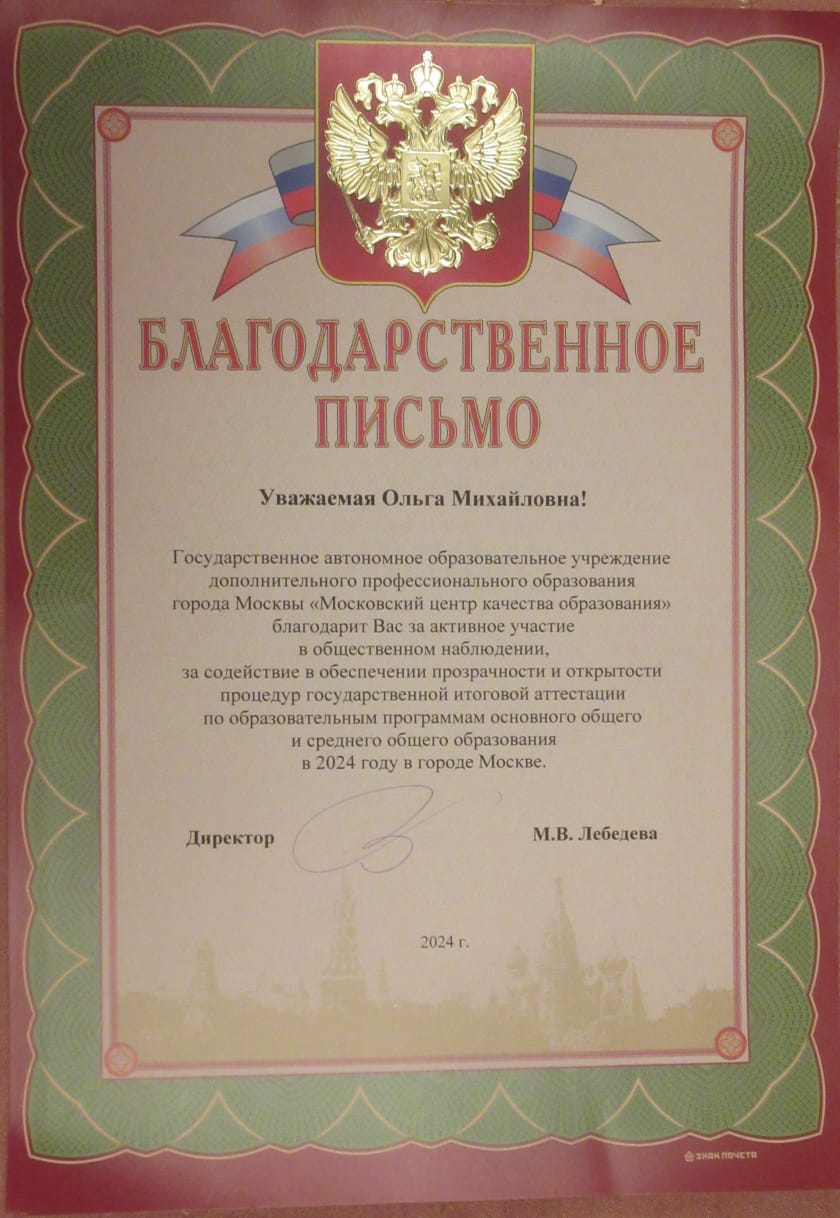 БЛАГОДАРСТВЕННОЕ
ПИСЬМО
Уважаемая Ольга Михайловна!
Государственное автономное образовательное учреждение
дополнительного профессионального образования
города Москвы «Московский центр качества образования»
благодарит Вас за активное участие
в общественном наблюдении,
за содействие в обеспечении прозрачности и открытости
процедур государственной итоговой аттестации
по образовательным программам основного общего
и среднего общего образования
в 2024 году в городе Москве.
Директор М.В. Лебедева
2024 г.
ЗНАК ПОЧЕТА